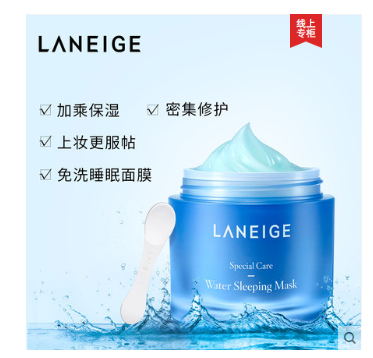 线上
专柜
LANEIGE
加乘保湿
密集修护
上妆更服帖
免洗睡眠面膜
LANEIGE
Special Care
Water Sleeping Mask